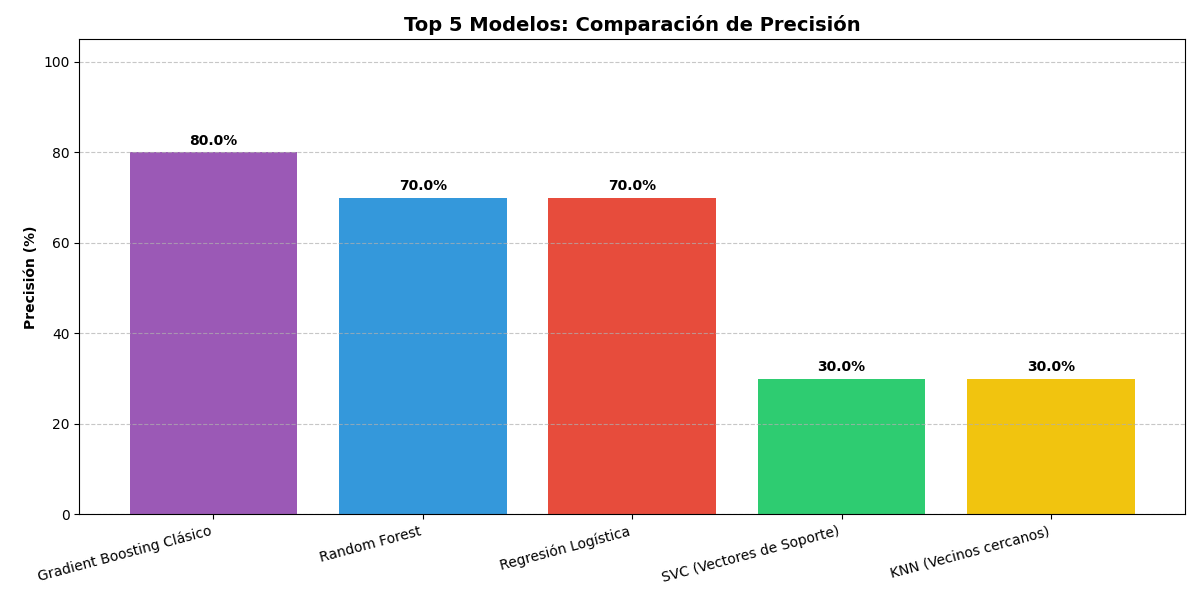 Top 5 Modelos: Comparación de Precisión
Precisión (%)
100
80
60
40
20
0
80.0%
70.0%
70.0%
30.0%
30.0%
Gradient Boosting Clásico
Random Forest
Regresión Logística
SVC (Vectores de Soporte)
KNN (Vecinos cercanos)